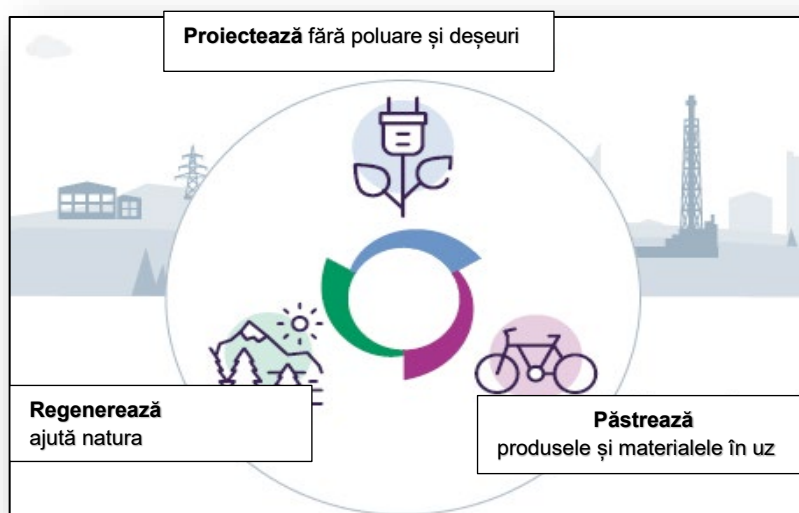 Proiectează fără poluare și deșeuri
Regenerează
ajută natura
Păstrează
produsele și materialele în uz